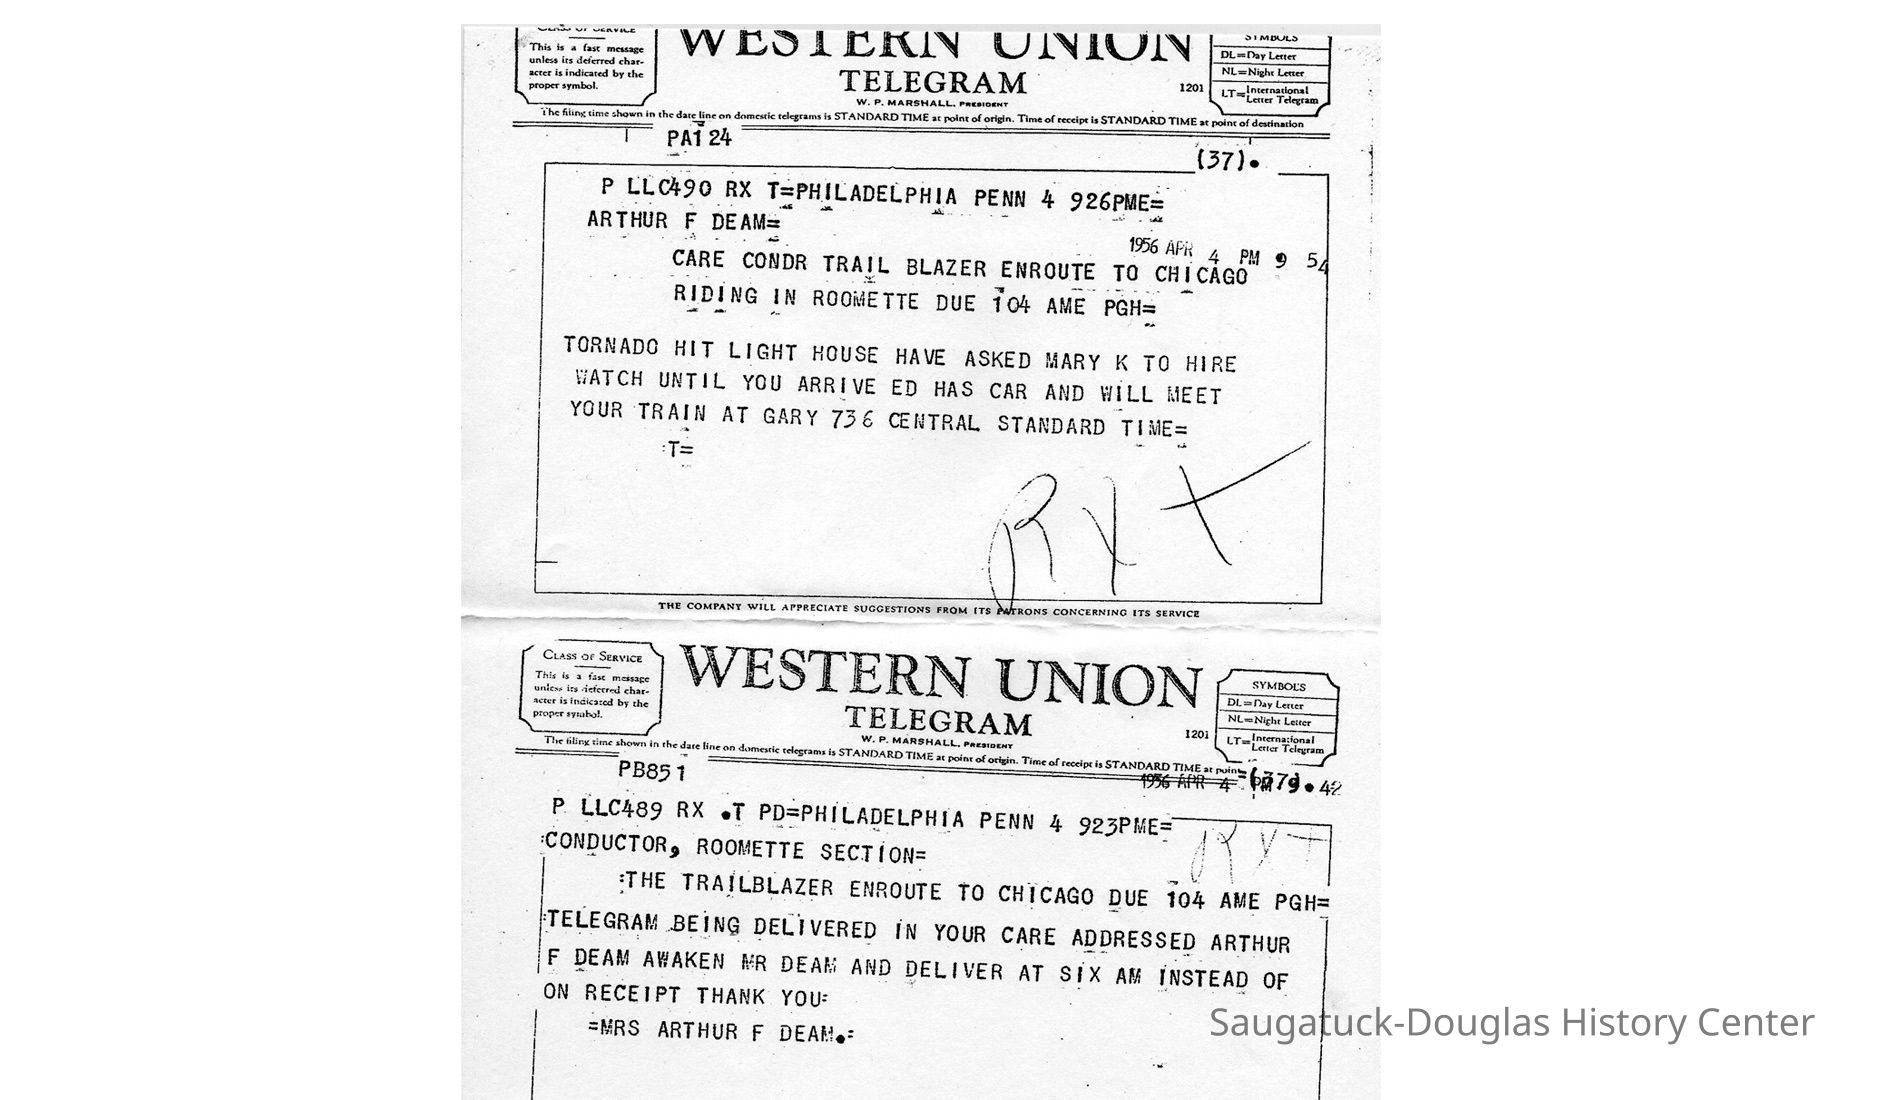 CLASS OF SERVICE
This is a fast message
unless its deferred char-
acter is indicated by the
proper symbol.
WESTERN UNION
TELEGRAM
W. P. MARSHALL, PRESIDENT
1201
SYMBOLS
DL=Day Letter
NL=Night Letter
LT=International Letter Telegram
The filing time shown in the date line on domestic telegrams is STANDARD TIME at point of origin. Time of receipt is STANDARD TIME at point of destination
PA124
(37).
P LLC490 RX T=PHILADELPHIA PENN 4 926PME=
ARTHUR F DEAM=
1956 APR 4 PM 9 54
CARE CONDR TRAIL BLAZER ENROUTE TO CHICAGO
RIDING IN ROOMETTE DUE 104 AME PGH=
TORNADO HIT LIGHT HOUSE HAVE ASKED MARY K TO HIRE
WATCH UNTIL YOU ARRIVE ED HAS CAR AND WILL MEET
YOUR TRAIN AT GARY 736 CENTRAL STANDARD TIME=
:T=
RXT
THE COMPANY WILL APPRECIATE SUGGESTIONS FROM ITS PATRONS CONCERNING ITS SERVICE
CLASS OF SERVICE
This is a fast message
unless its deferred char-
acter is indicated by the
proper symbol.
WESTERN UNION
TELEGRAM
W. P. MARSHALL, PRESIDENT
1201
SYMBOLS
DL=Day Letter
NL=Night Letter
LT=International Letter Telegram
The filing time shown in the date line on domestic telegrams is STANDARD TIME at point of origin. Time of receipt is STANDARD TIME at point
PB851
1956 APR 4 PM 9 42
(37).
P LLC489 RX .T PD=PHILADELPHIA PENN 4 923PME=
RXT
:CONDUCTOR, ROOMETTE SECTION=
:THE TRAILBLAZER ENROUTE TO CHICAGO DUE 104 AME PGH=
:TELEGRAM BEING DELIVERED IN YOUR CARE ADDRESSED ARTHUR
F DEAM AWAKEN MR DEAM AND DELIVER AT SIX AM INSTEAD OF
ON RECEIPT THANK YOU=
=MRS ARTHUR F DEAM.=
Saugatuck-Douglas History Center